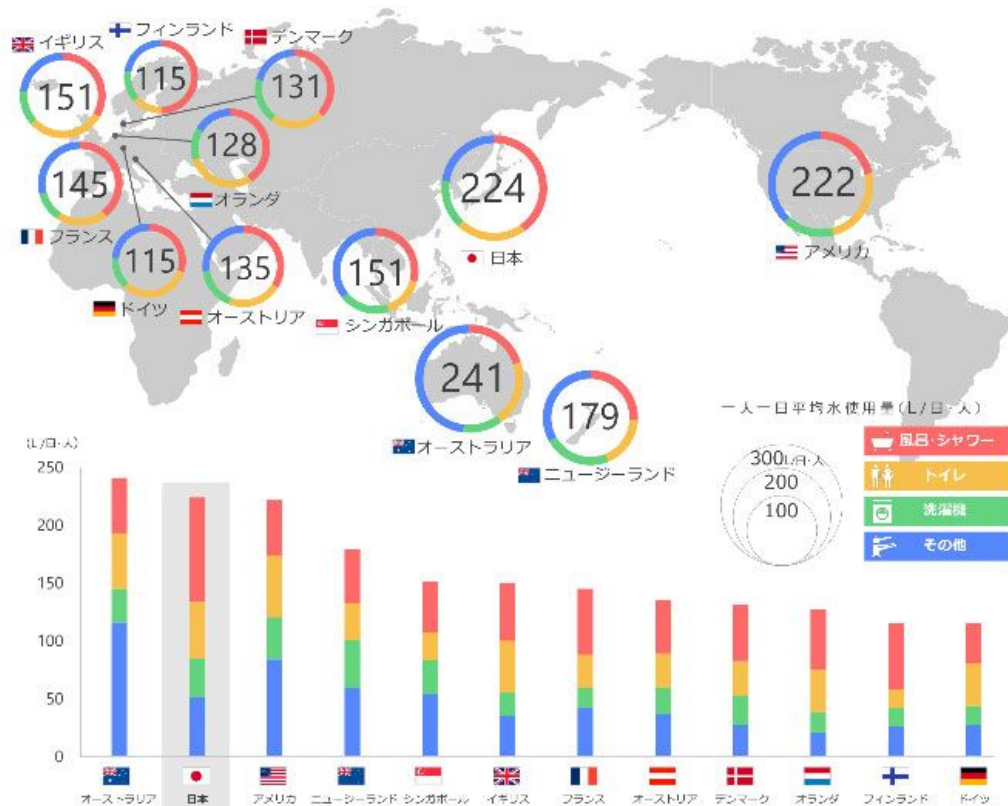 イギリス
フィンランド
デンマーク
151
115
131
128
オランダ
145
フランス
115
ドイツ
135
オーストリア
151
シンガポール
224
日本
222
アメリカ
241
オーストラリア
179
ニュージーランド
一人一日平均水使用量(L/日・人)
300L/日・人
200
100
風呂・シャワー
トイレ
洗濯機
その他
(L/日・人)
250
200
150
100
50
0
オーストラリア 日本 アメリカ ニュージーランド シンガポール イギリス フランス オーストリア デンマーク オランダ フィンランド ドイツ